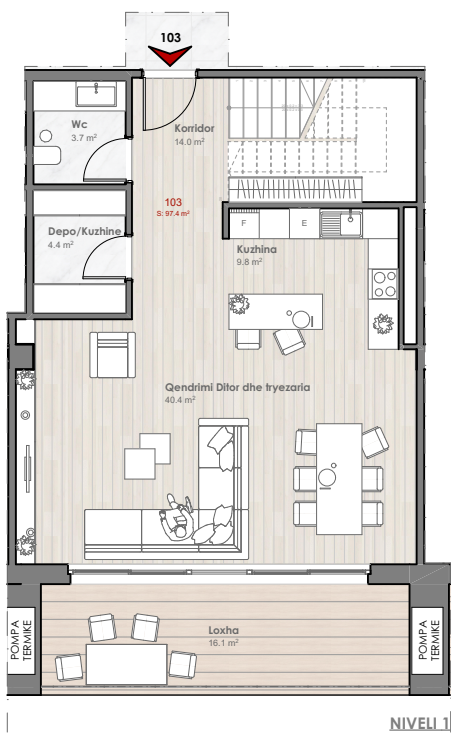 103
Wc
3.7 m²
Korridor
14.0 m²
103
S: 97.4 m²
Depo/Kuzhine
4.4 m²
F
E
Kuzhina
9.8 m²
Qendrimi Ditor dhe tryezaria
40.4 m²
POMPA
TERMIKE
Loxha
16.1 m²
POMPA
TERMIKE
NIVELI 1